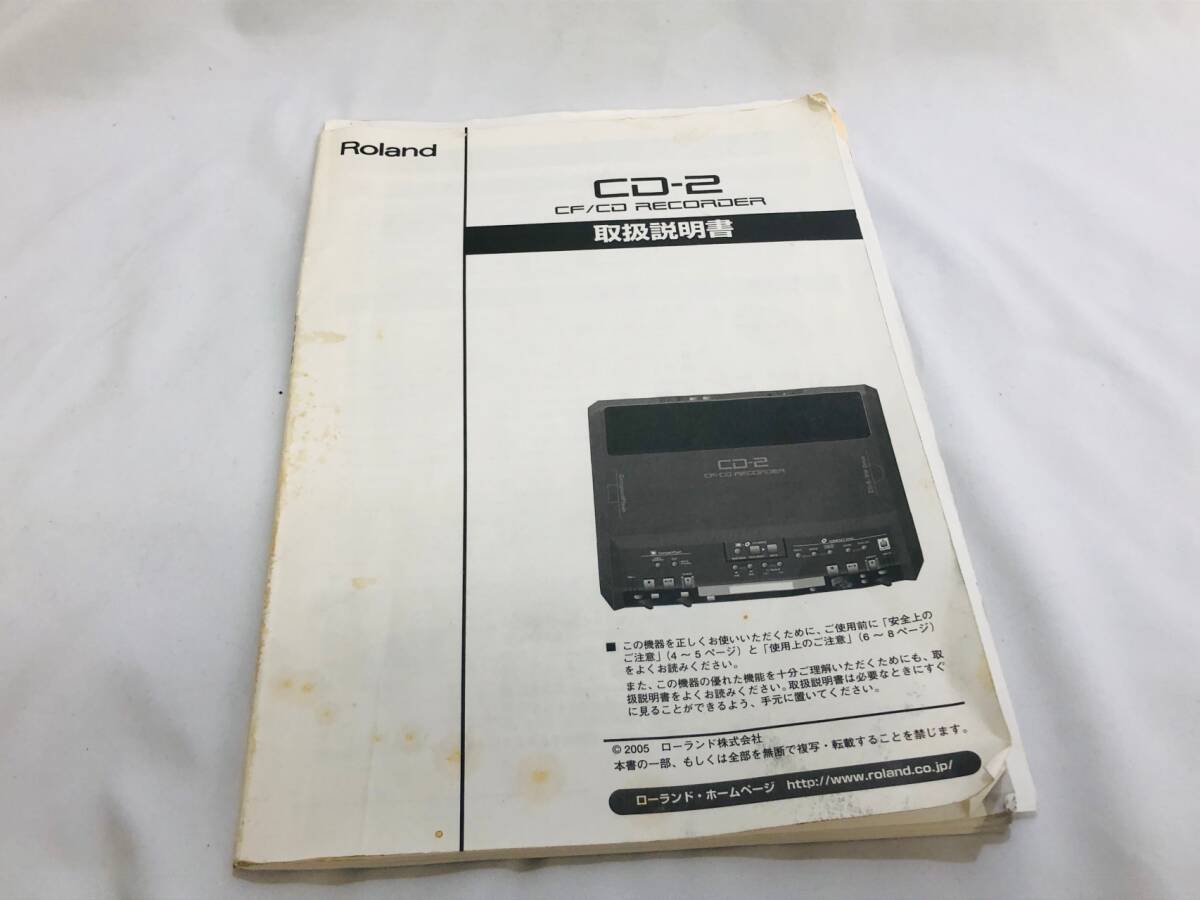 Roland
CD-2
CF/CD RECORDER
取扱説明書
CD-2
CF/CD RECORDER
CompactFlash
■ この機器を正しくお使いいただくために、ご使用前に「安全上の
ご注意」（4 ～ 5 ページ）と「使用上のご注意」（6 ～ 8 ページ）
をよくお読みください。
また、この機器の優れた機能を十分ご理解いただくためにも、取
扱説明書をよくお読みください。取扱説明書は必要なときにすぐ
に見ることができるよう、手元に置いてください。
© 2005 ローランド株式会社
本書の一部、もしくは全部を無断で複写・転載することを禁じます。
ローランド・ホームページ http://www.roland.co.jp/